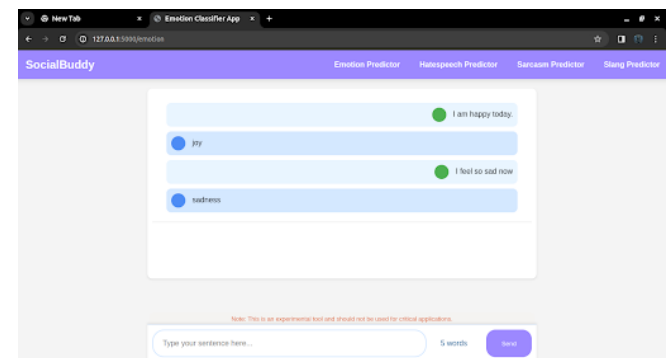 New Tab
Emotion Classifier App
127.0.0.1:5000/emotion
SocialBuddy
Emotion Predictor Hatespeech Predictor Sarcasm Predictor Slang Predictor
I am happy today.
joy
I feel so sad now
sadness
Note: This is an experimental tool and should not be used for critical applications.
Type your sentence here... 5 words Send